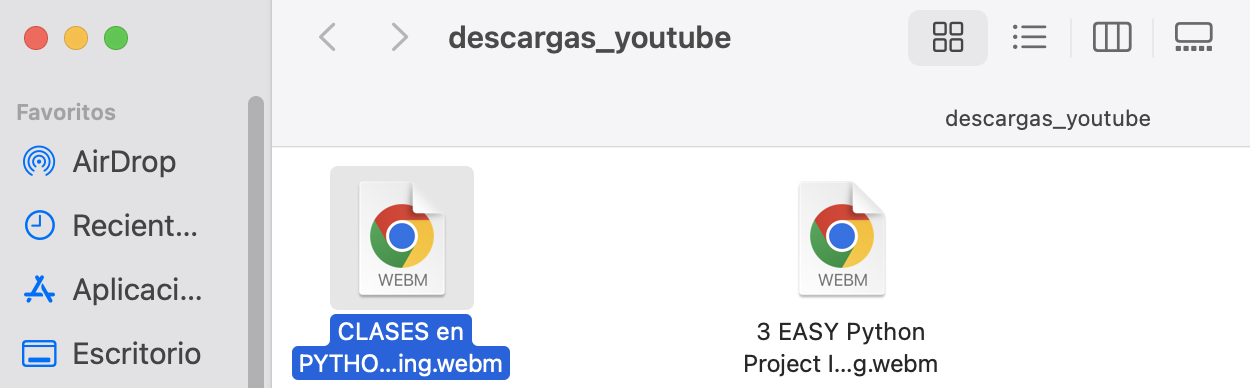 descargas_youtube
Favoritos
AirDrop
Recient...
Aplicaci...
Escritorio
descargas_youtube
WEBM
CLASES en
PYTHO...ing.webm
WEBM
3 EASY Python
Project I...g.webm